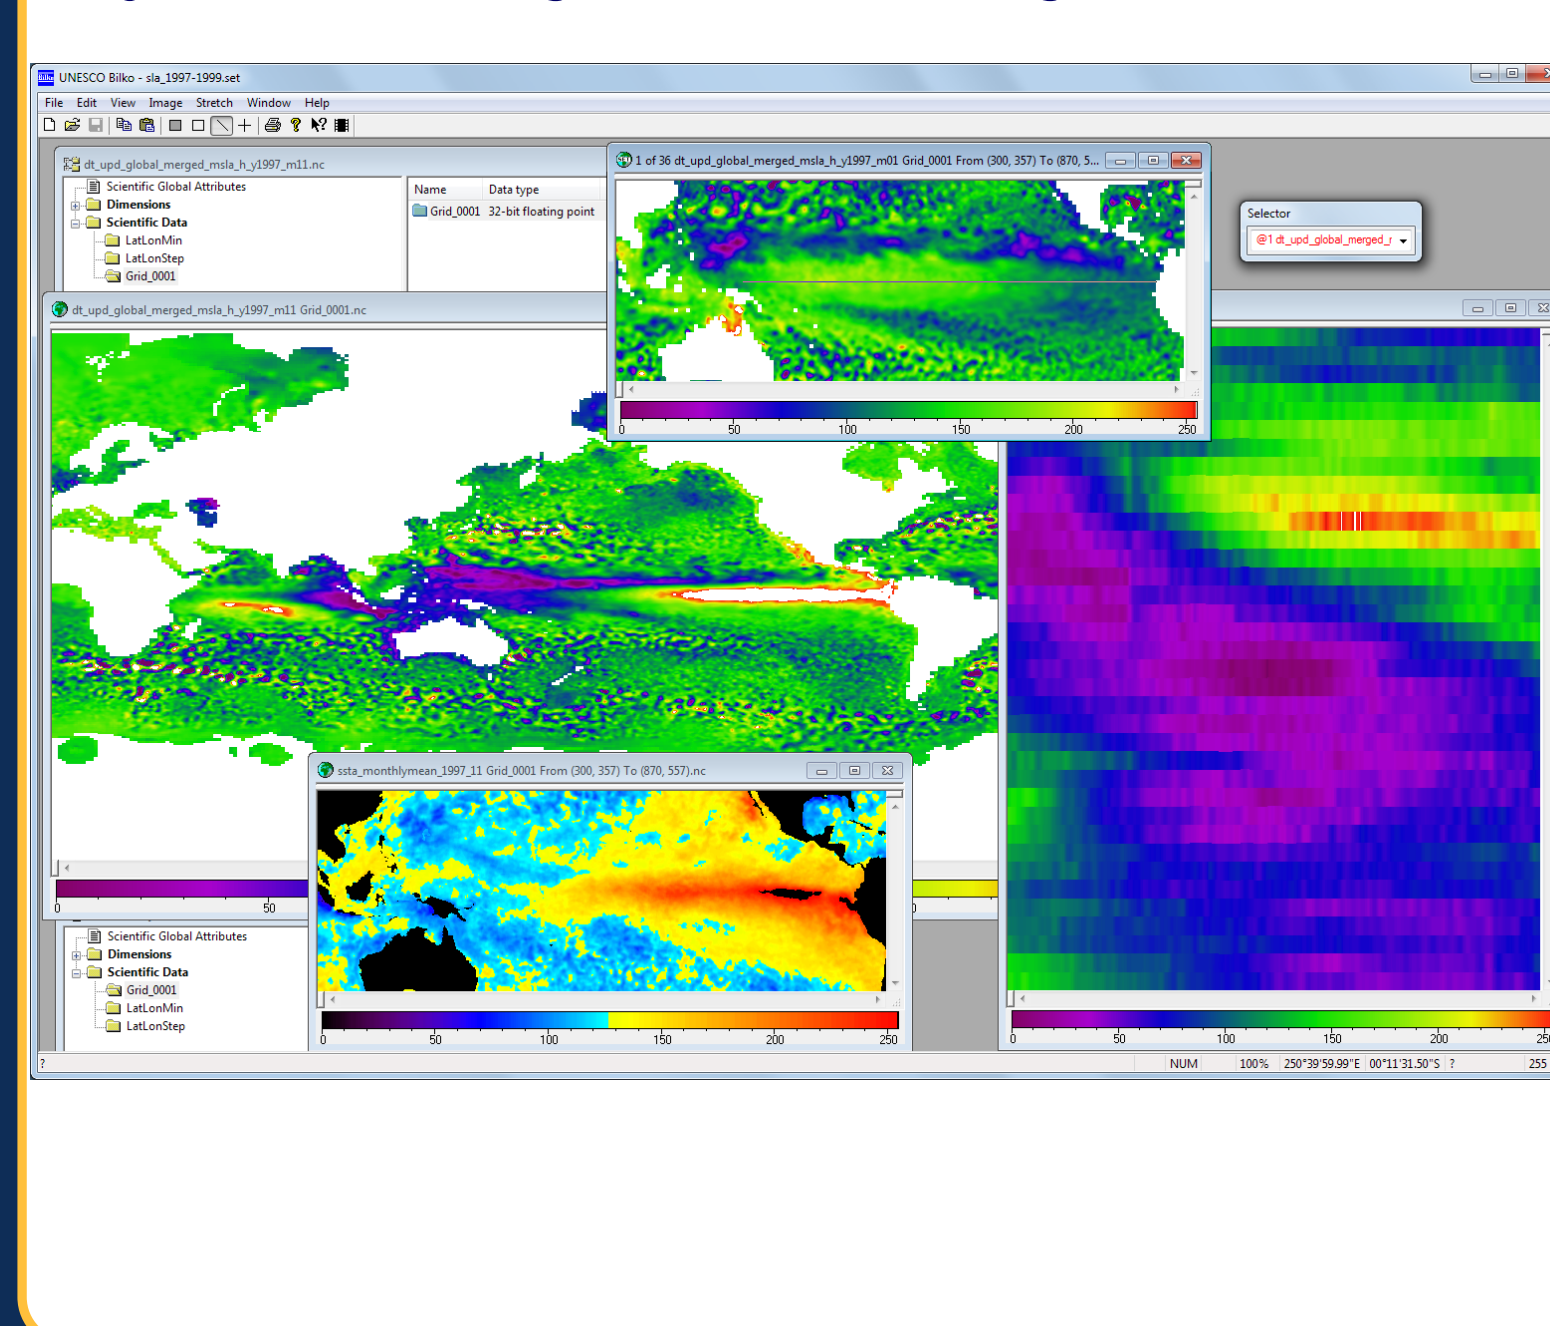 Bilko UNESCO Bilko - sla_1997-1999.set
File Edit View Image Stretch Window Help
dt_upd_global_merged_msla_h_y1997_m11.nc
Scientific Global Attributes
Dimensions
Scientific Data
LatLonMin
LatLonStep
Grid_0001
Name Data type
Grid_0001 32-bit floating point
1 of 36 dt_upd_global_merged_msla_h_y1997_m01 Grid_0001 From (300, 357) To (870, 5...
0 50 100 150 200 250
Selector
@1 dt_upd_global_merged_r
dt_upd_global_merged_msla_h_y1997_m11 Grid_0001.nc
0 50
ssta_monthlymean_1997_11 Grid_0001 From (300, 357) To (870, 557).nc
0 50 100 150 200 250
Scientific Global Attributes
Dimensions
Scientific Data
Grid_0001
LatLonMin
LatLonStep
0 50 100 150 200 25
? NUM 100% 250°39'59.99"E 00°11'31.50"S ? 255